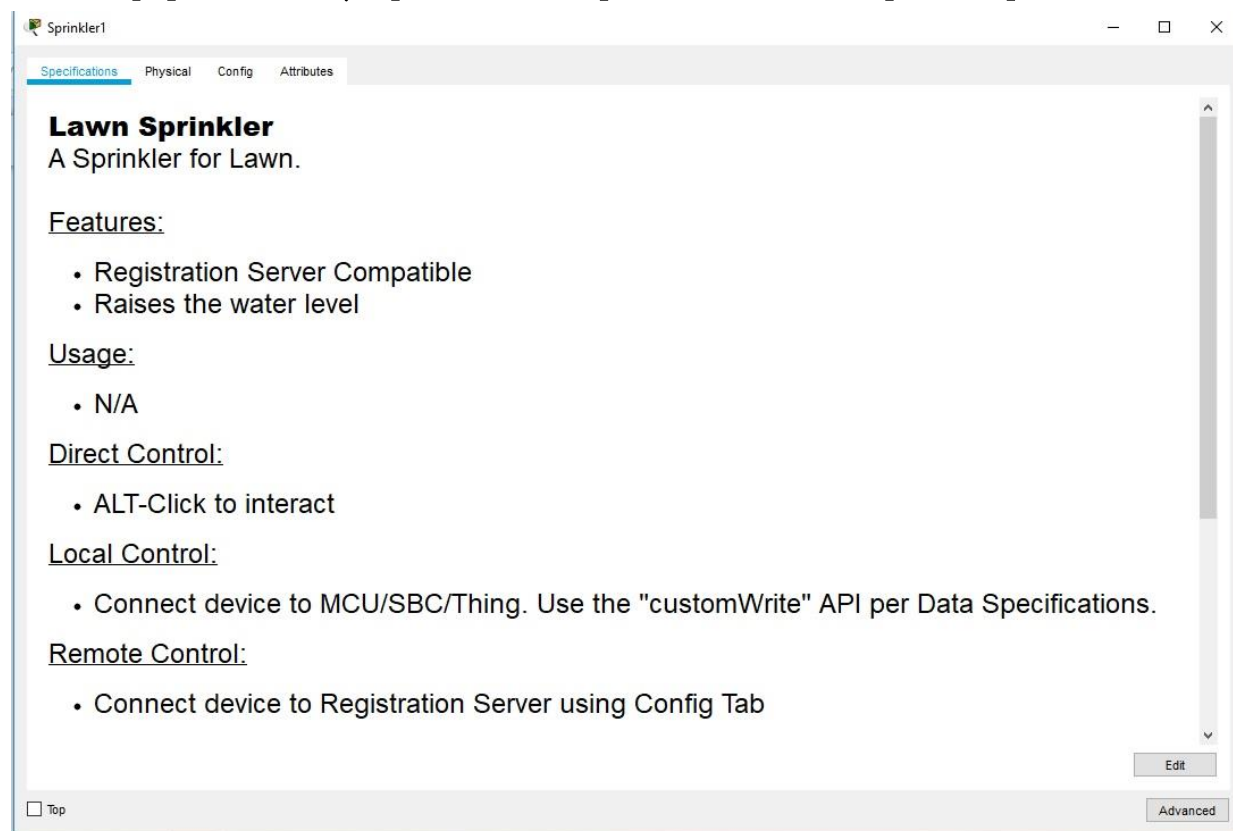 Sprinkler1
Specifications Physical Config Attributes
Lawn Sprinkler
A Sprinkler for Lawn.
Features:
• Registration Server Compatible
• Raises the water level
Usage:
• N/A
Direct Control:
• ALT-Click to interact
Local Control:
• Connect device to MCU/SBC/Thing. Use the "customWrite" API per Data Specifications.
Remote Control:
• Connect device to Registration Server using Config Tab
Edit
Top Advanced